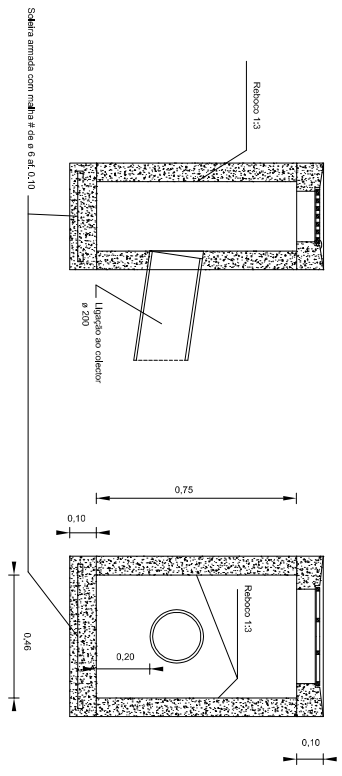 Soleira armada com malha # de ø 6 af. 0.10
Reboco 1:3
Ligação ao colector
ø 200
0,75
0,10
0,46
0,20
Reboco 1:3
0,10